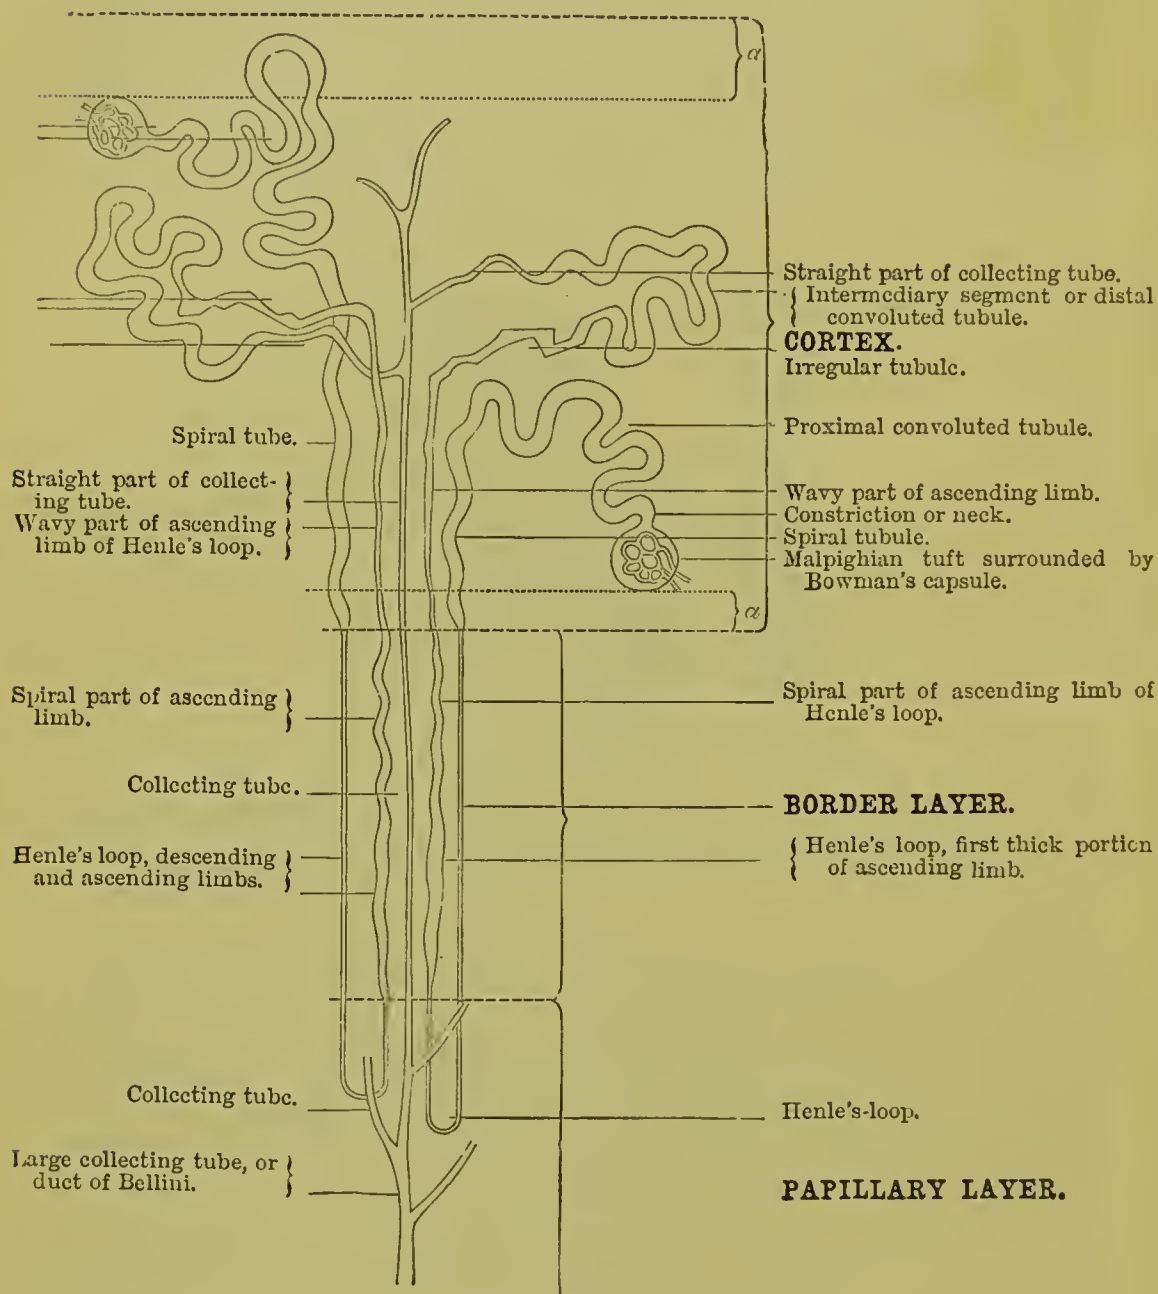 a
Straight part of collecting tube.
Intermediary segment or distal
convoluted tubule.
CORTEX.
Irregular tubule.
Proximal convoluted tubule.
Spiral tube.
Straight part of collect-
ing tube.
Wavy part of ascending
limb of Henle's loop.
Wavy part of ascending limb.
Constriction or neck.
Spiral tubule.
Malpighian tuft surrounded by
Bowman's capsule.
a
Spiral part of ascending
limb.
Spiral part of ascending limb of
Henle's loop.
Collecting tube.
BORDER LAYER.
Henle's loop, descending
and ascending limbs.
Henle's loop, first thick portion
of ascending limb.
Collecting tube.
Henle's-loop.
Large collecting tube, or
duct of Bellini.
PAPILLARY LAYER.